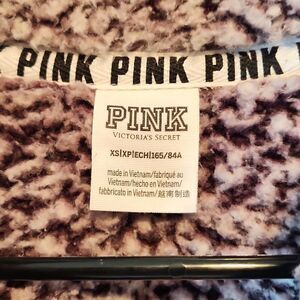 PINK PINK PINK
PINK
VICTORIA'S SECRET
XS|XP|ECH|165/84A
made in Vietnam/fabriqué au
Vietnam/hecho en Vietnam/
fabbricato in Vietnam/越南制造